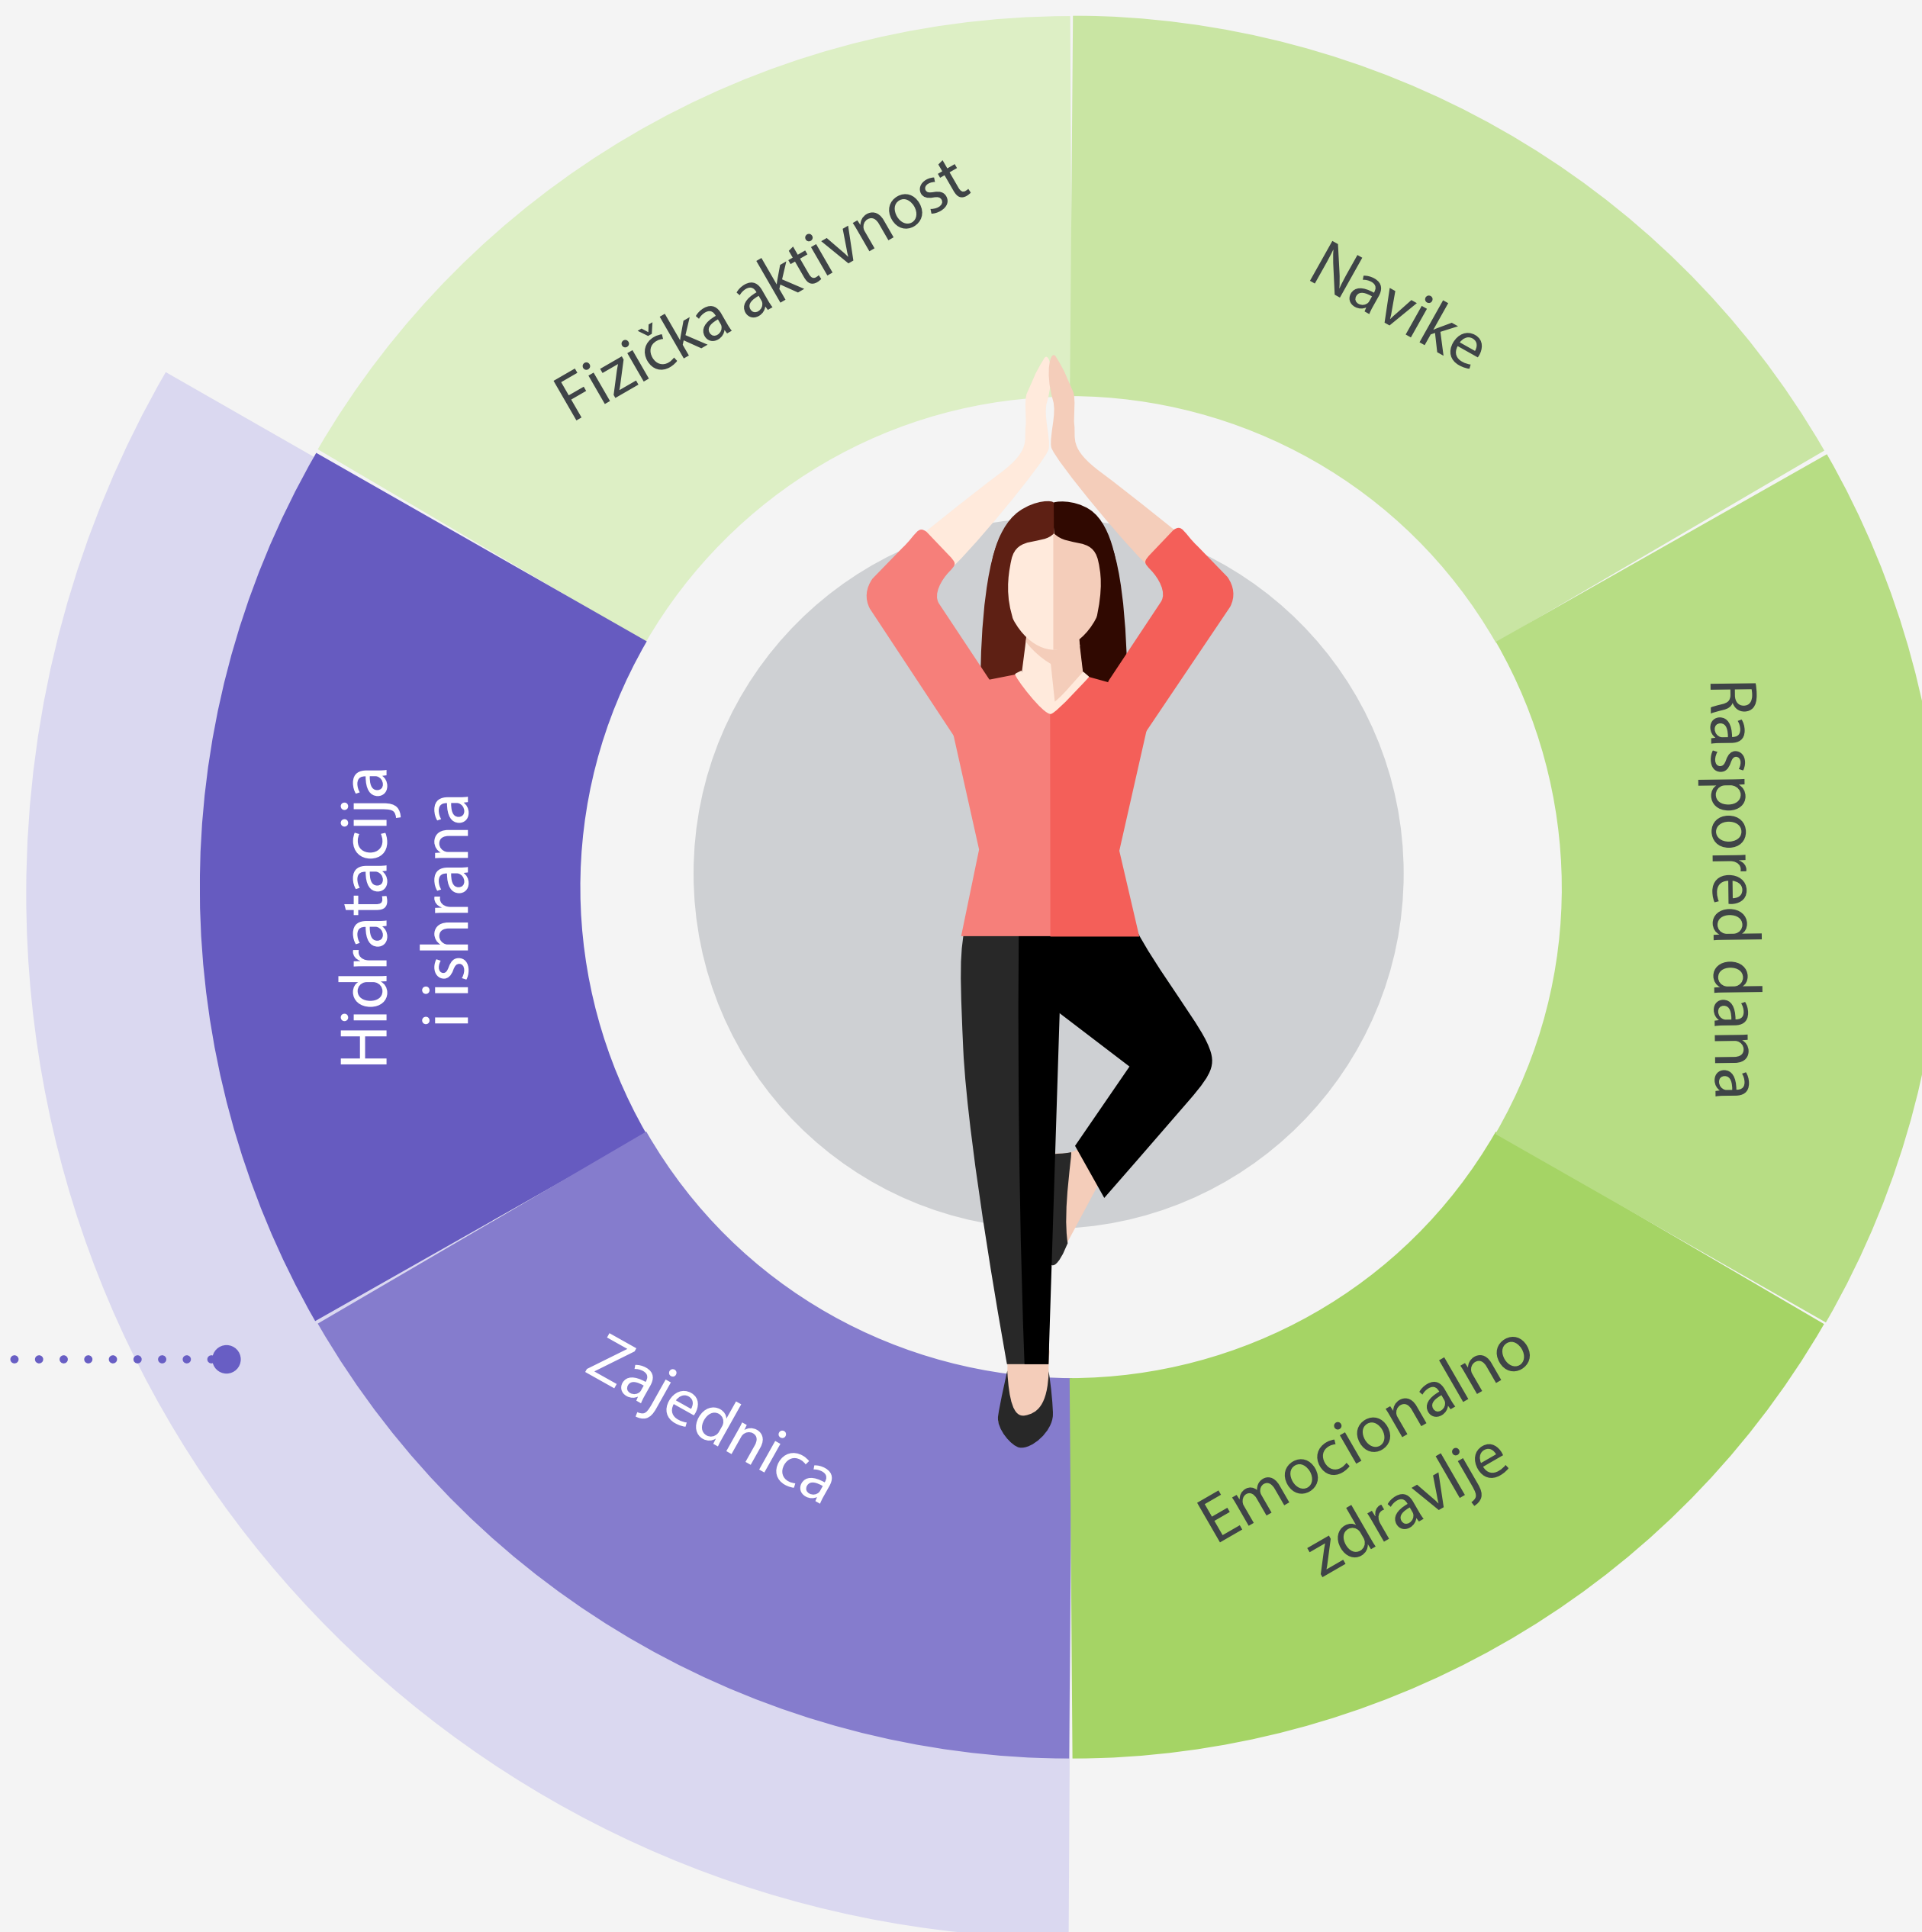 Fizička aktivnost
Navike
Raspored dana
Emocionalno
zdravlje
Zajednica
Hidratacija
i ishrana